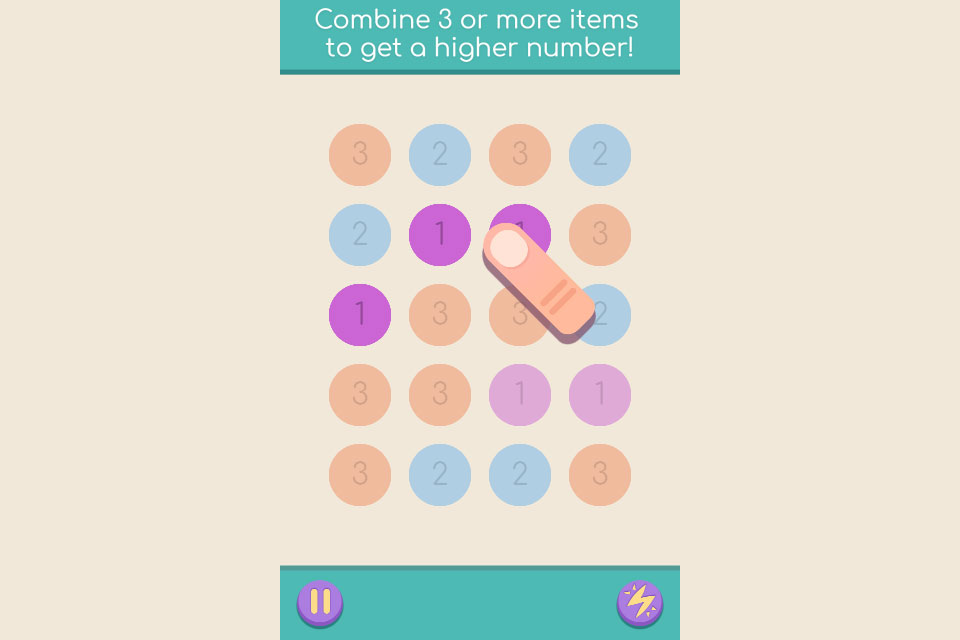 Combine 3 or more items
to get a higher number!
3 2 3 2
2 1 1 3
1 3 3 2
3 3 1 1
3 2 2 3